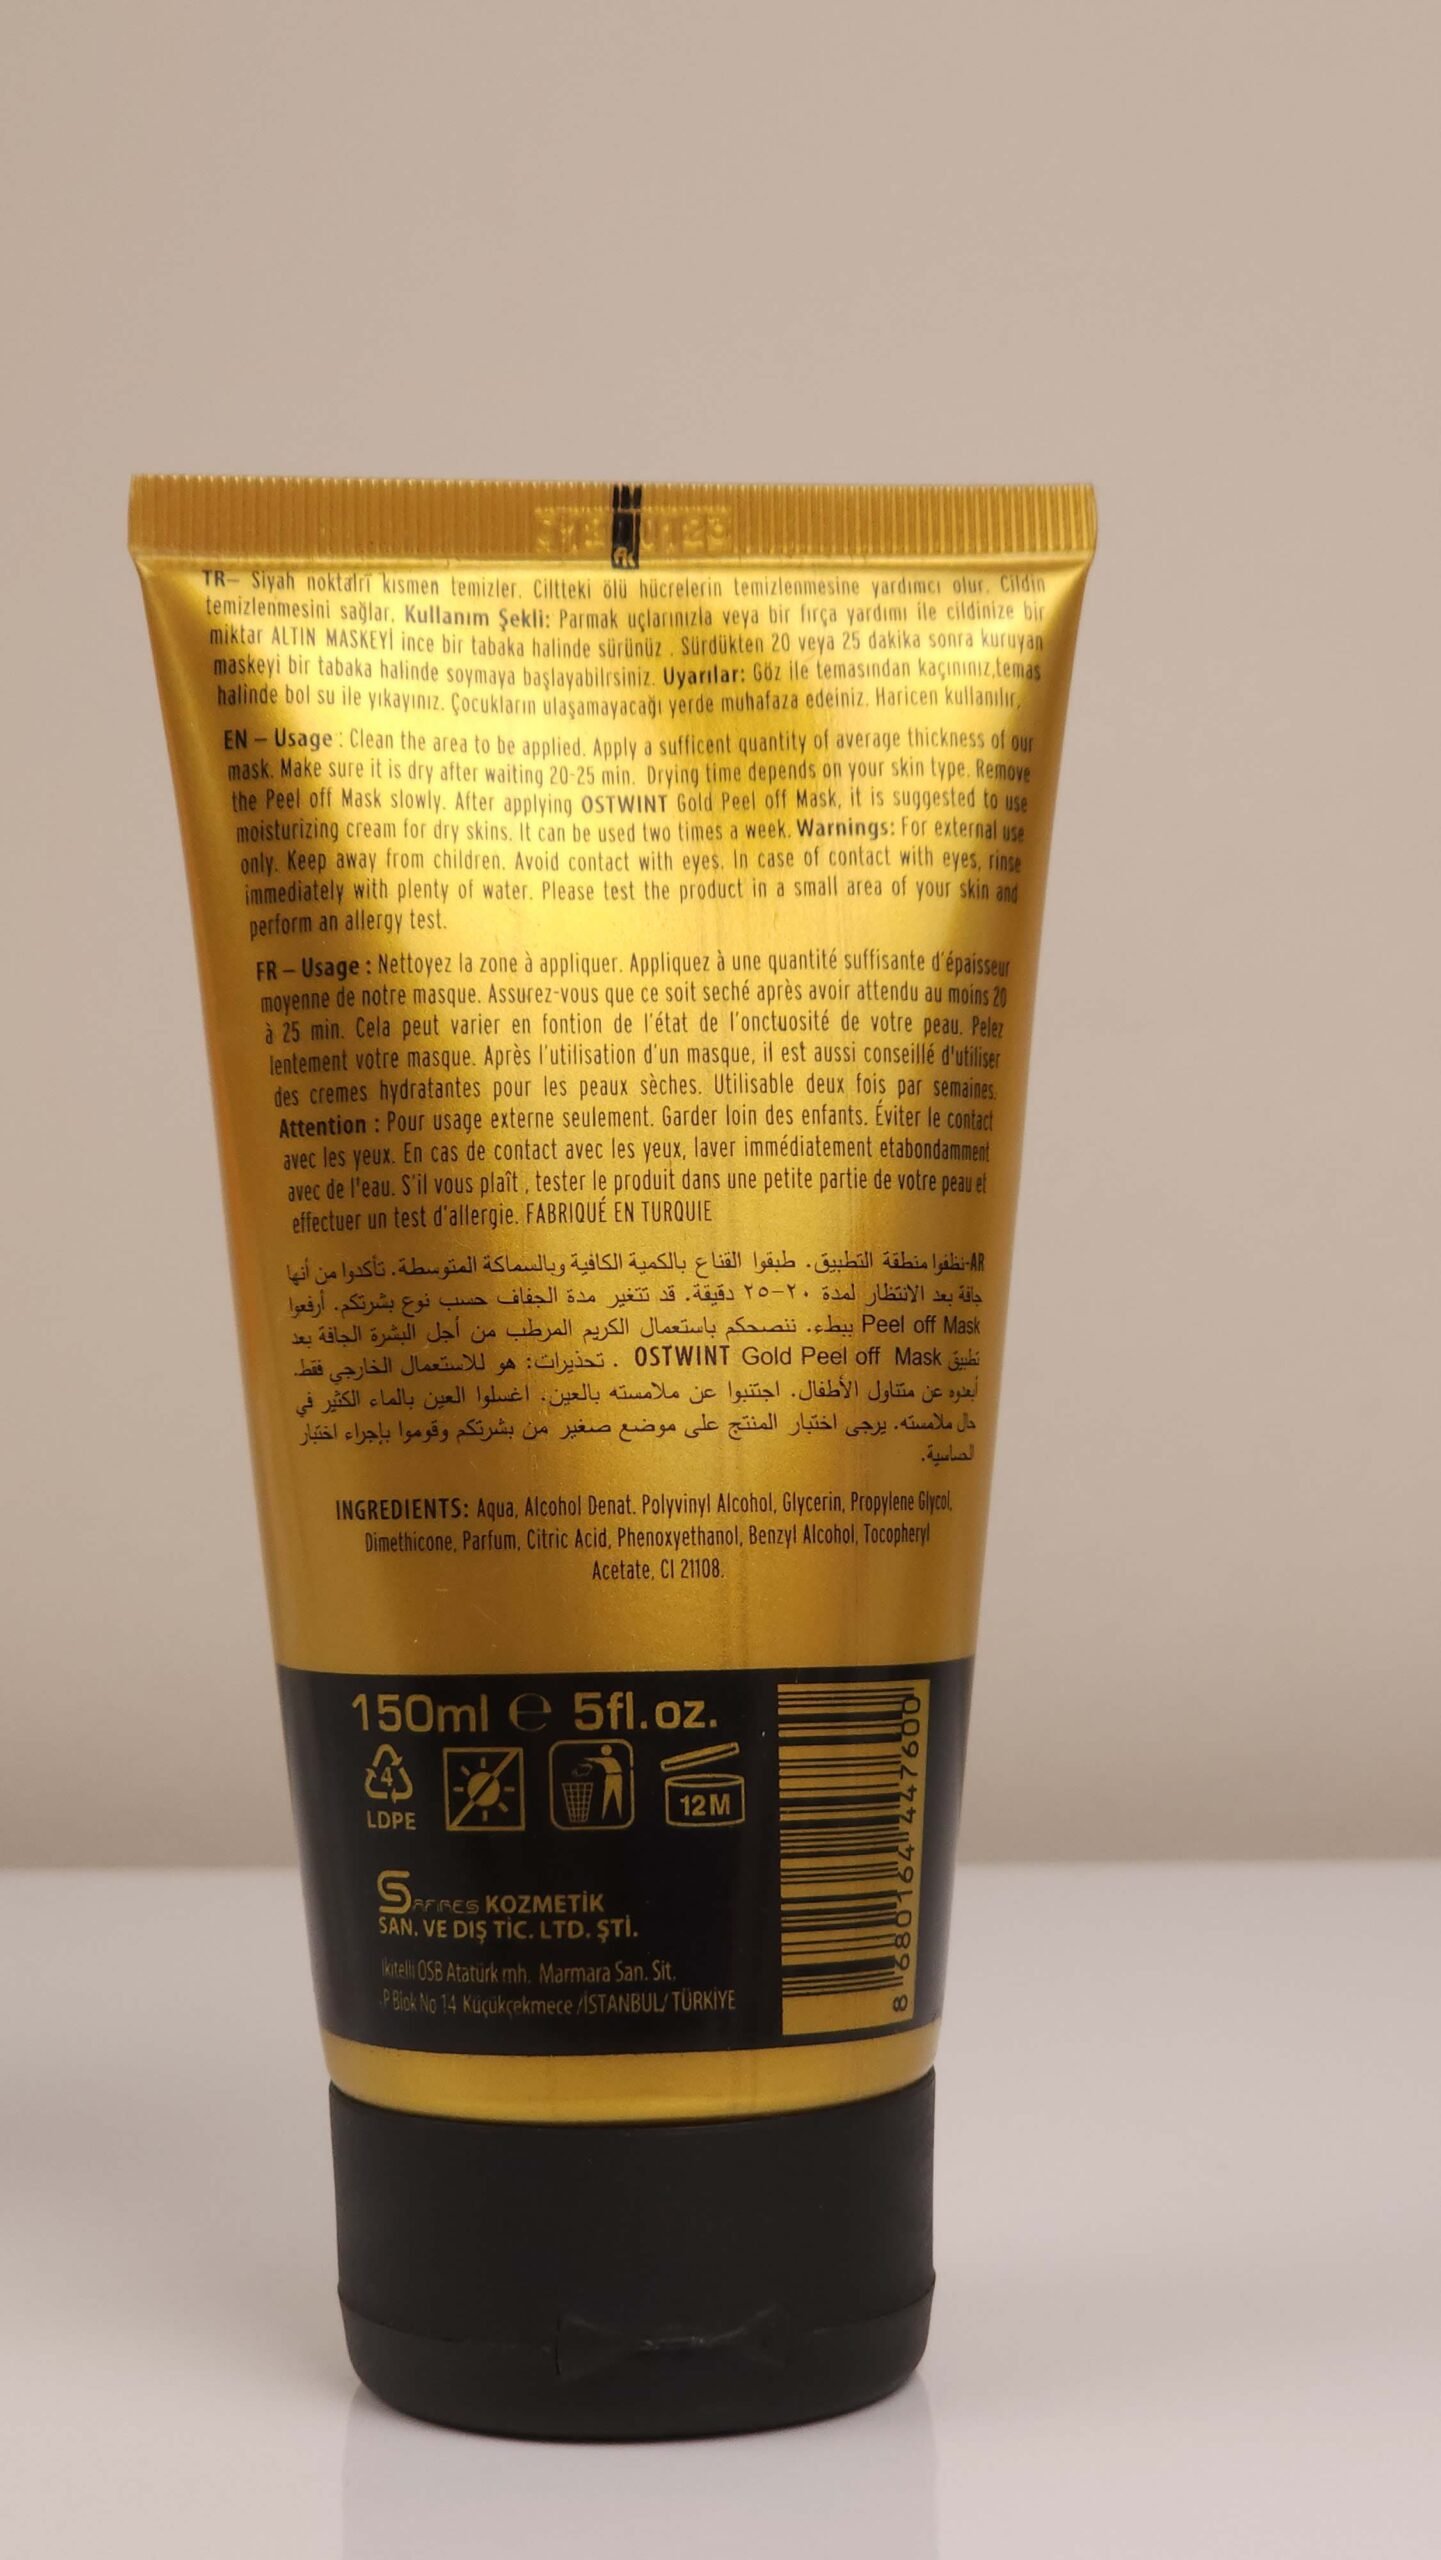 TR- Siyah noktalrı kısmen temizler. Ciltteki ölü hücrelerin temizlenmesine yardımcı olur. Cildin
temizlenmesini sağlar. Kullanım Şekli: Parmak uçlarınızla veya bir fırça yardımı ile cildinize bir
miktar ALTIN MASKEYİ ince bir tabaka halinde sürünüz . Sürdükten 20 veya 25 dakika sonra kuruyan
maskeyi bir tabaka halinde soymaya başlayabilrsiniz. Uyarılar: Göz ile temasından kaçınınız,temas
halinde bol su ile yıkayınız. Çocukların ulaşamayacağı yerde muhafaza edeiniz. Haricen kullanılır.
EN – Usage : Clean the area to be applied. Apply a sufficent quantity of average thickness of our
mask. Make sure it is dry after waiting 20-25 min. Drying time depends on your skin type. Remove
the Peel off Mask slowly. After applying OSTWINT Gold Peel off Mask, it is suggested to use
moisturizing cream for dry skins. It can be used two times a week. Warnings: For external use
only. Keep away from children. Avoid contact with eyes. In case of contact with eyes, rinse
immediately with plenty of water. Please test the product in a small area of your skin and
perform an allergy test.
FR – Usage : Nettoyez la zone à appliquer. Appliquez à une quantité suffisante d'épaisseur
moyenne de notre masque. Assurez-vous que ce soit seché après avoir attendu au moins 20
à 25 min. Cela peut varier en fontion de l'état de l'onctuosité de votre peau. Pelez
lentement votre masque. Après l'utilisation d'un masque, il est aussi conseillé d'utiliser
des cremes hydratantes pour les peaux sèches. Utilisable deux fois par semaines.
Attention : Pour usage externe seulement. Garder loin des enfants. Éviter le contact
avec les yeux. En cas de contact avec les yeux, laver immédiatement etabondamment
avec de l'eau. S'il vous plaît , tester le produit dans une petite partie de votre peau et
effectuer un test d'allergie. FABRIQUÉ EN TURQUIE
AR-نظفوا منطقة التطبيق. طبقوا القناع بالكمية الكافية وبالسماكة المتوسطة. تأكدوا من أنها
جافة بعد الانتظار لمدة ٢٠-٢٥ دقيقة. قد تتغير مدة الجفاف حسب نوع بشرتكم. أرفعوا
Peel off Mask ببطء. ننصحكم باستعمال الكريم المرطب من أجل البشرة الجافة بعد
تطبيق OSTWINT Gold Peel off Mask . تحذيرات: هو للاستعمال الخارجي فقط.
أبعدوه عن متناول الأطفال. اجتنبوا عن ملامسته بالعين. اغسلوا العين بالماء الكثير في
حال ملامسته. يرجى اختبار المنتج على موضع صغير من بشرتكم وقوموا بإجراء اختبار
الحساسية.
INGREDIENTS: Aqua, Alcohol Denat. Polyvinyl Alcohol, Glycerin, Propylene Glycol,
Dimethicone, Parfum, Citric Acid, Phenoxyethanol, Benzyl Alcohol, Tocopheryl
Acetate, CI 21108.
150ml e 5fl.oz.
4
LDPE
12M
SAFIRES KOZMETİK
SAN. VE DIŞ TİC. LTD. ŞTİ.
İkitelli OSB Atatürk mh. Marmara San. Sit.
P Blok No 14 Küçükçekmece /İSTANBUL/ TÜRKİYE
8 680164 447600